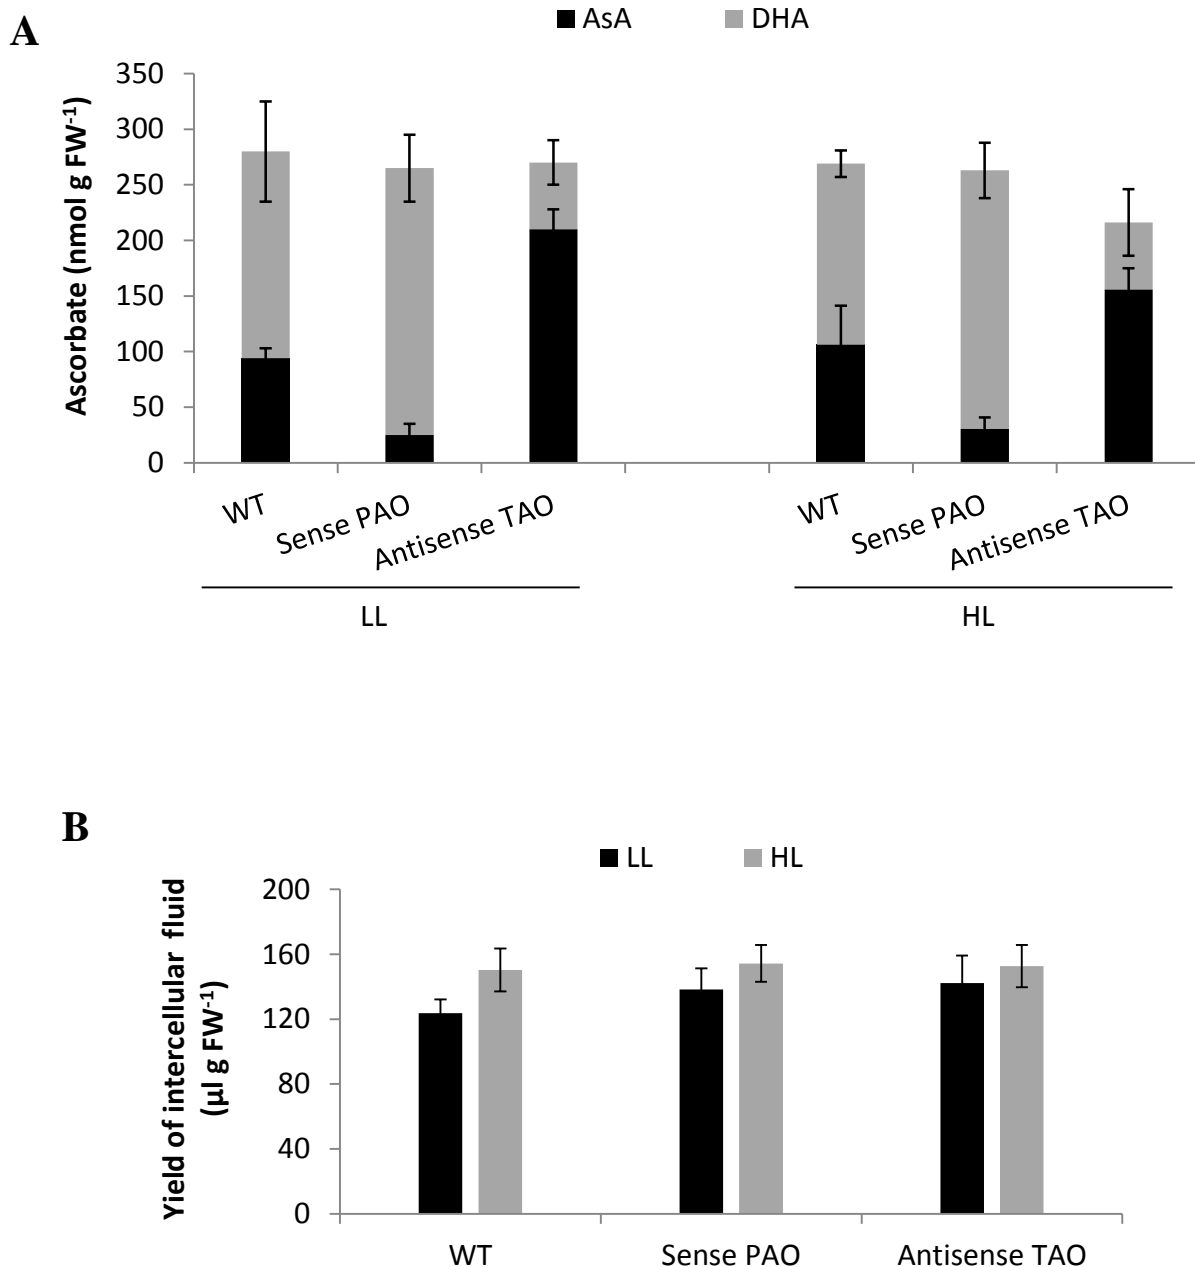 A
AsA DHA
Ascorbate (nmol g FW-1)
350
300
250
200
150
100
50
0
WT Sense PAO Antisense TAO WT Sense PAO Antisense TAO
LL HL
B
LL HL
Yield of intercellular fluid
(μl g FW-1)
200
160
120
80
40
0
WT Sense PAO Antisense TAO